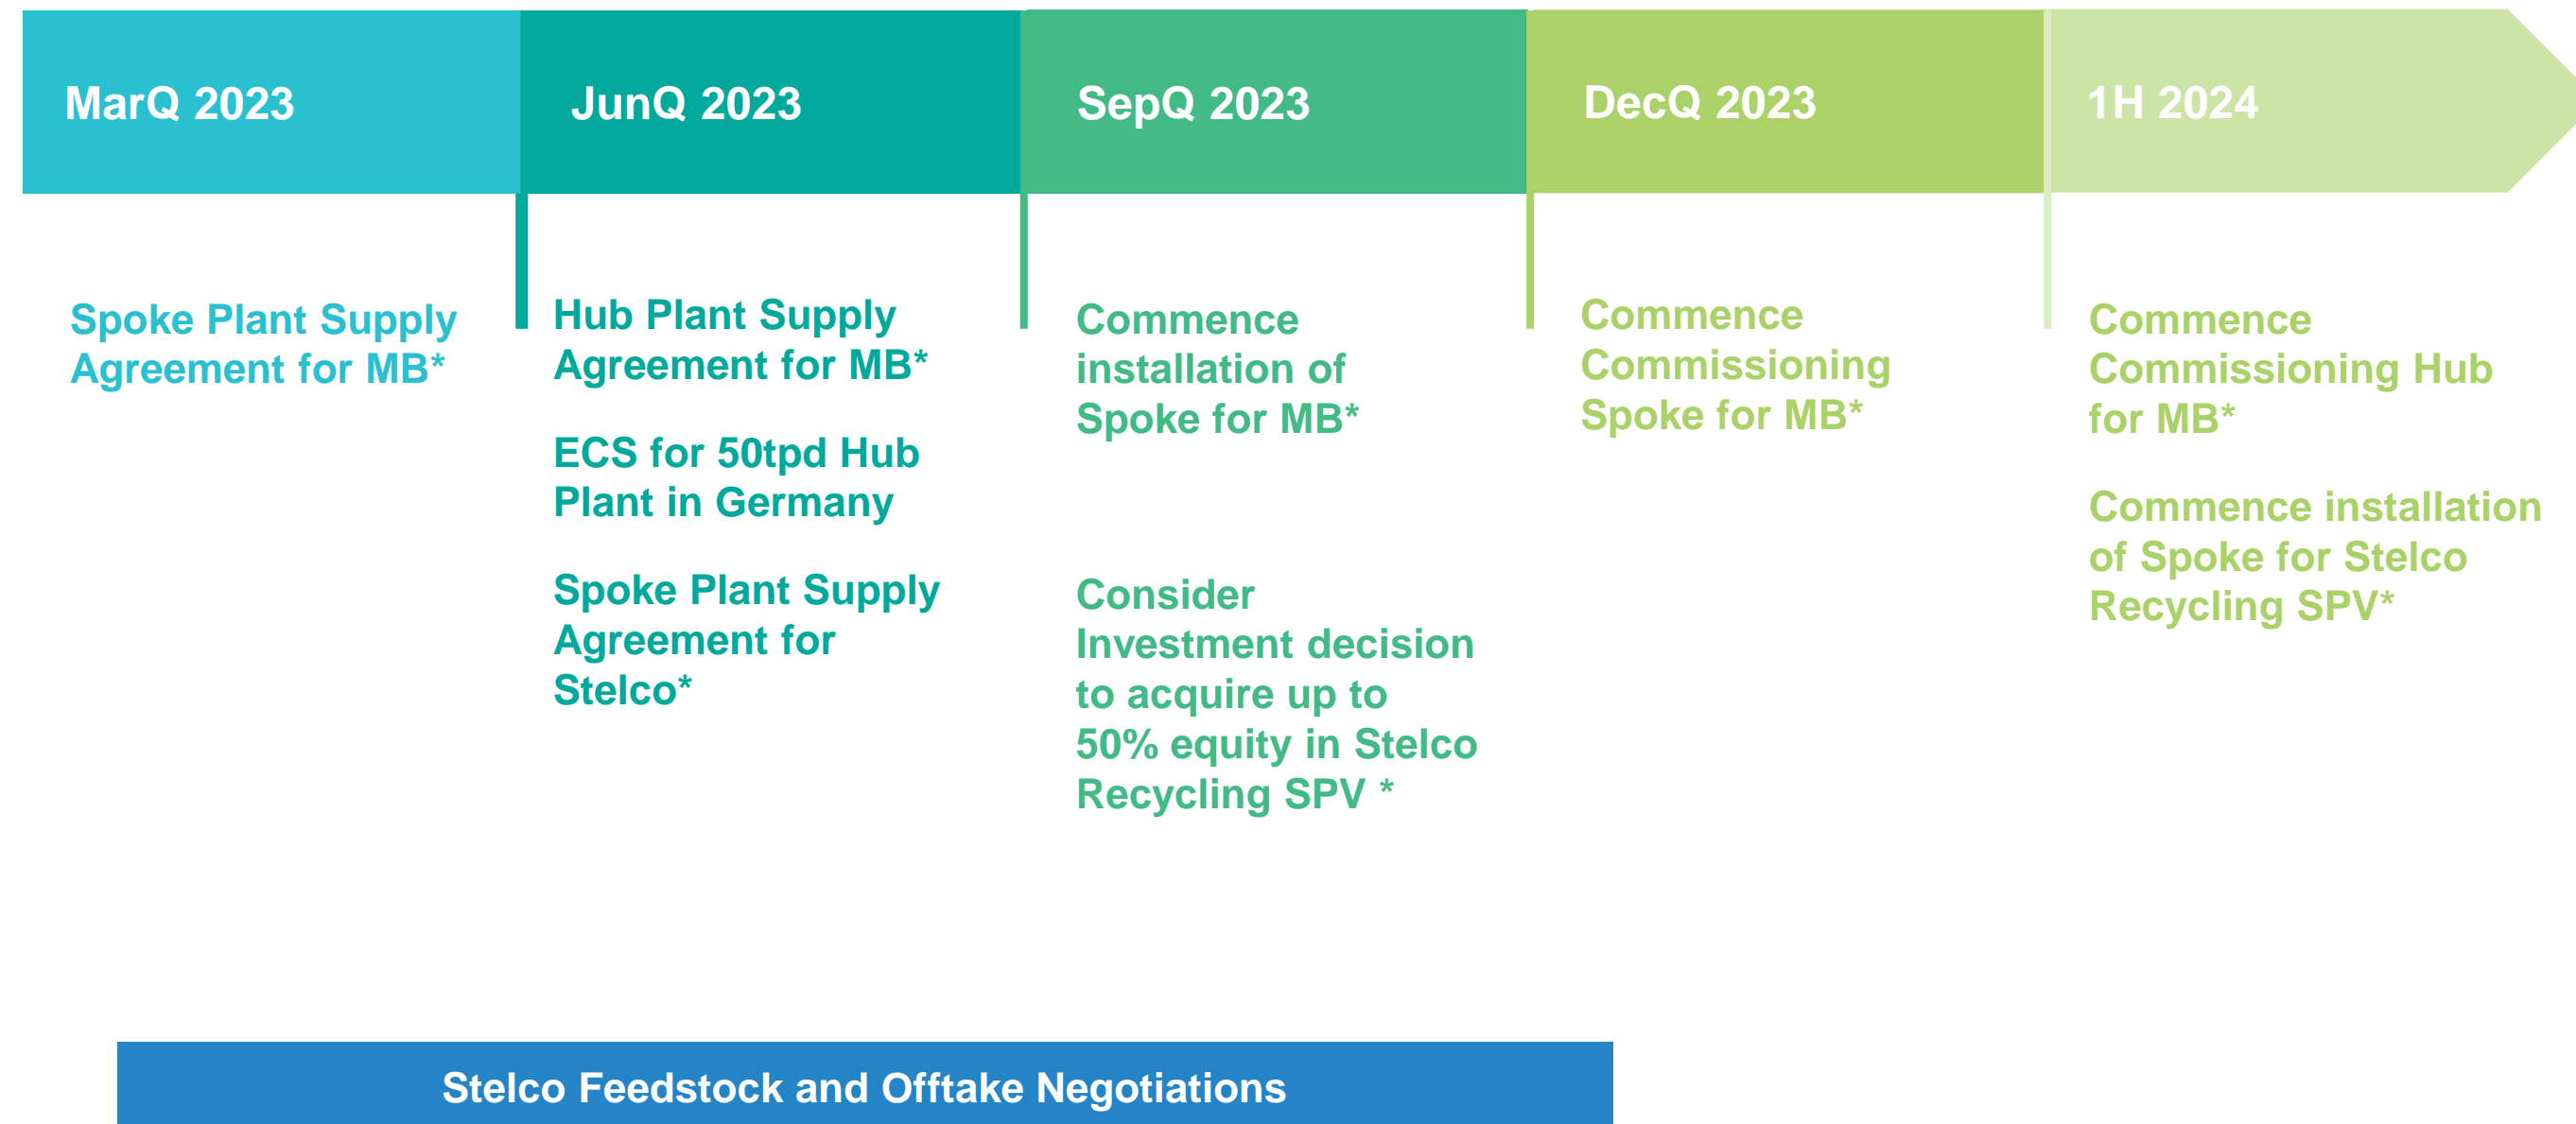 MarQ 2023
JunQ 2023
SepQ 2023
DecQ 2023
1H 2024
Spoke Plant Supply
Agreement for MB*
Hub Plant Supply
Agreement for MB*
ECS for 50tpd Hub
Plant in Germany
Spoke Plant Supply
Agreement for
Stelco*
Commence
installation of
Spoke for MB*
Consider
Investment decision
to acquire up to
50% equity in Stelco
Recycling SPV *
Commence
Commissioning
Spoke for MB*
Commence
Commissioning Hub
for MB*
Commence installation
of Spoke for Stelco
Recycling SPV*
Stelco Feedstock and Offtake Negotiations